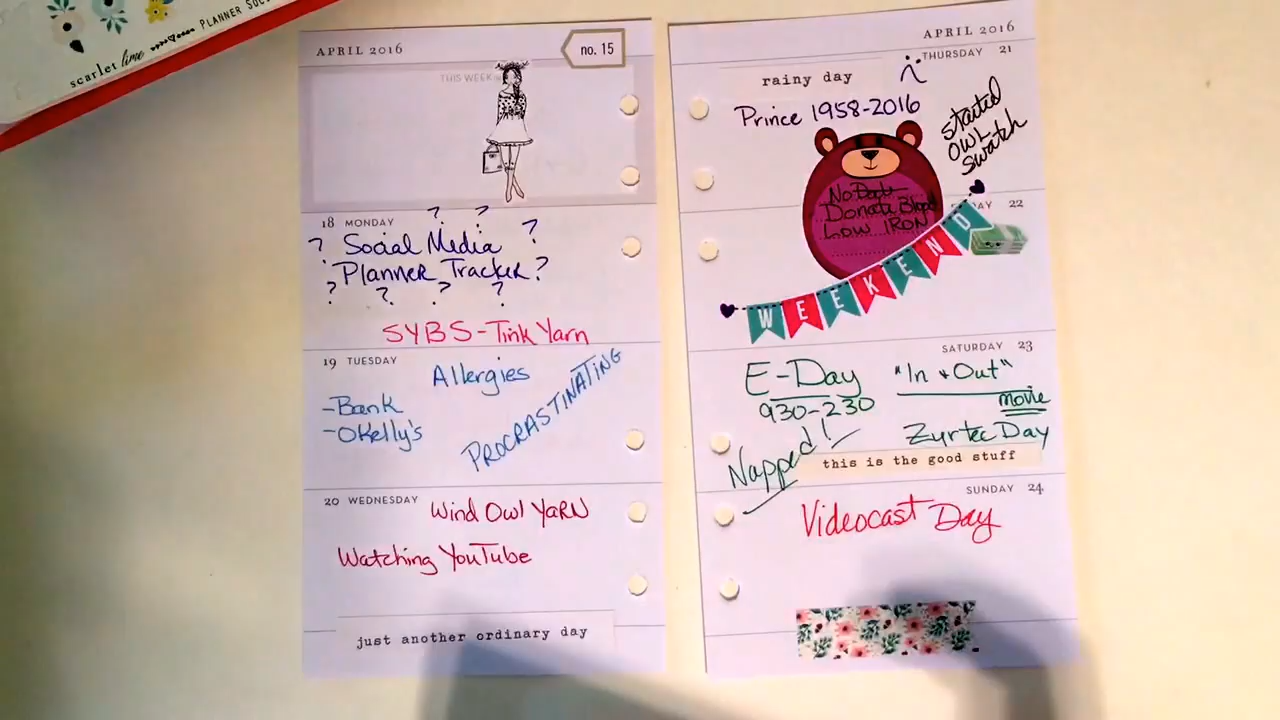 scarlet lime
PLANNER
APRIL 2016
no. 15
THIS WEEK
18 MONDAY
? ? ?
? Social Media ?
Planner Tracker?
? ? ? ?
SYBS - Tink Yarn
19 TUESDAY
Allergies
-Bank
-OKelly's
PROCRASTINATING
20 WEDNESDAY
Wind Owl YARN
Watching YouTube
just another ordinary day
APRIL 2016
THURSDAY 21
rainy day
Prince 1958-2016
started
OWL
swatch
Donate Blood
Low IRON
22
WEEKEND
SATURDAY 23
E-Day
930-230
"In + Out"
movie
Zyrtec Day
Napped!
this is the good stuff
SUNDAY 24
Videocast Day